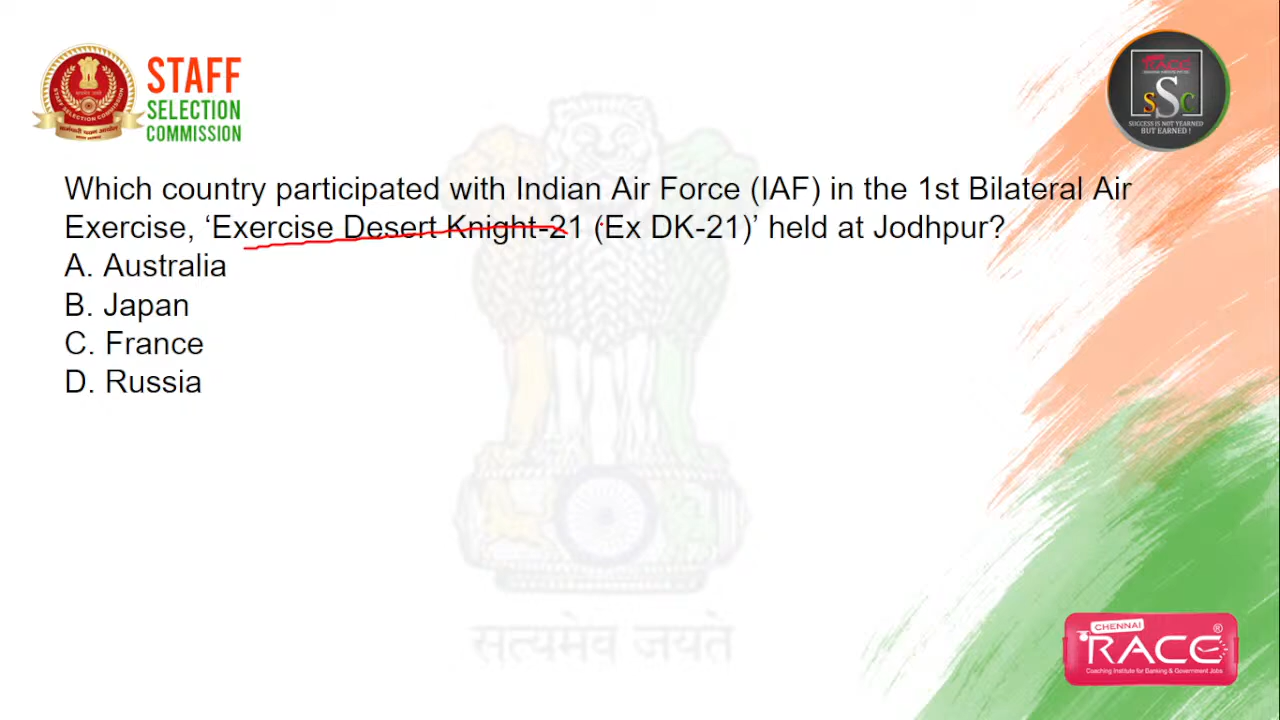 STAFF
SELECTION
COMMISSION
RACE
SSC
SUCCESS IS NOT YEARNED
BUT EARNED !
Which country participated with Indian Air Force (IAF) in the 1st Bilateral Air
Exercise, ‘Exercise Desert Knight-21 (Ex DK-21)’ held at Jodhpur?
A. Australia
B. Japan
C. France
D. Russia
सत्यमेव जयते
CHENNAI
RACE ®
Coaching Institute for Banking & Government Jobs